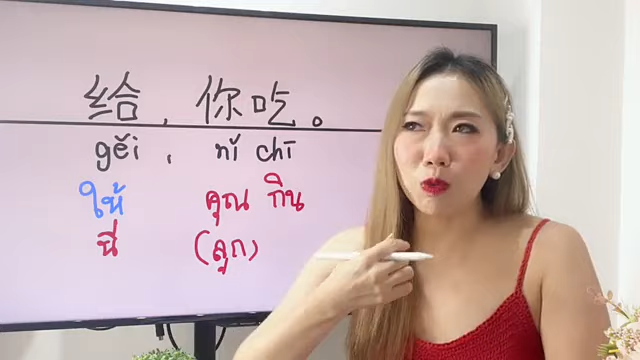 给，你吃。
gěi , nǐ chī
ให้ คุณ กิน
นี่ (ลูก)